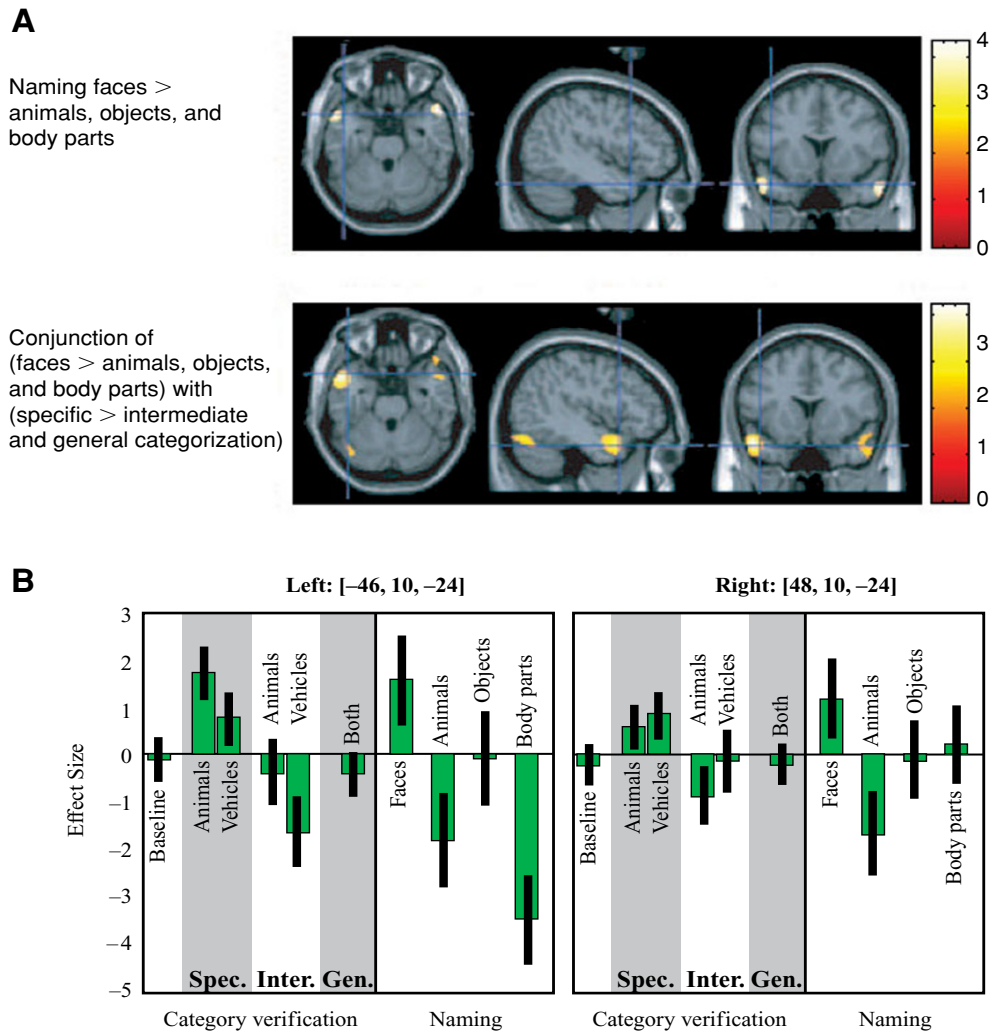 A
Naming faces >
animals, objects, and
body parts
4
3
2
1
0
Conjunction of
(faces > animals, objects,
and body parts) with
(specific > intermediate
and general categorization)
3
2
1
0
B
Left: [–46, 10, –24]
Right: [48, 10, –24]
Effect Size
3
2
1
0
–1
–2
–3
–4
–5
Baseline
Animals
Vehicles
Animals
Vehicles
Both
Faces
Animals
Objects
Body parts
Spec. Inter. Gen.
Category verification
Naming
Baseline
Animals
Vehicles
Animals
Vehicles
Both
Faces
Animals
Objects
Body parts
Spec. Inter. Gen.
Category verification
Naming